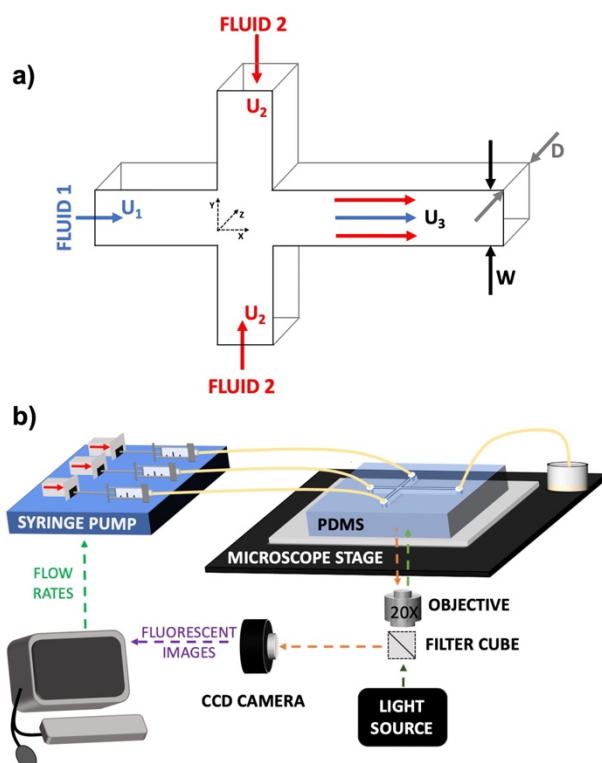 a)
FLUID 2
U2
FLUID 1
U1
Y
Z
X
U3
D
W
U2
FLUID 2
b)
SYRINGE PUMP
PDMS
MICROSCOPE STAGE
FLOW
RATES
FLUORESCENT
IMAGES
CCD CAMERA
20X
OBJECTIVE
FILTER CUBE
LIGHT
SOURCE